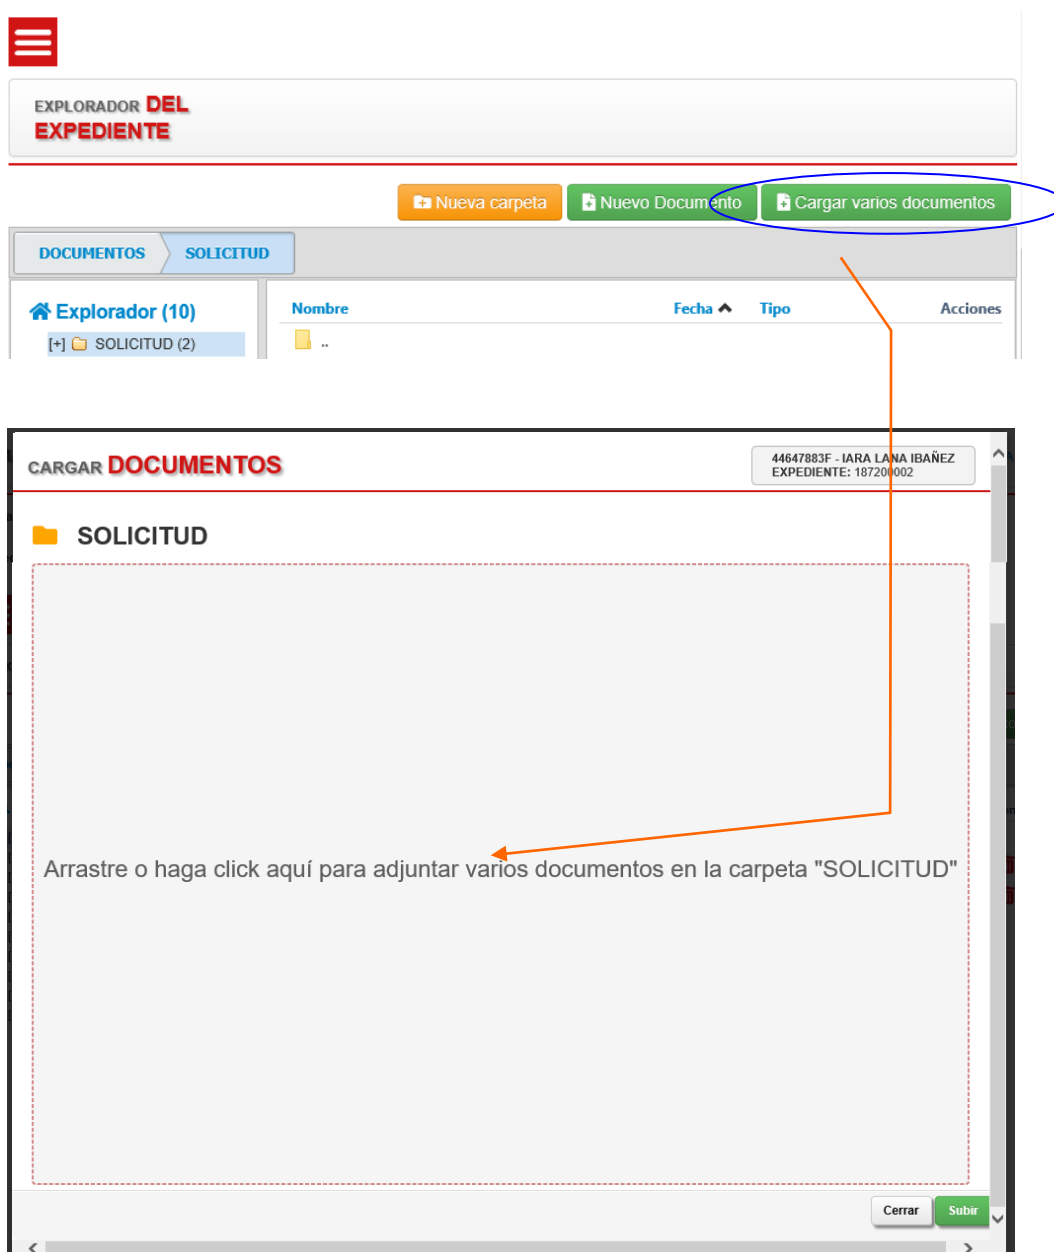 EXPLORADOR DEL
EXPEDIENTE
Nueva carpeta
Nuevo Documento
Cargar varios documentos
DOCUMENTOS
SOLICITUD
Explorador (10)
[+] SOLICITUD (2)
Nombre
Fecha
Tipo
Acciones
..
CARGAR DOCUMENTOS
44647883F - IARA LANA IBAÑEZ
EXPEDIENTE: 187200002
SOLICITUD
Arrastre o haga click aquí para adjuntar varios documentos en la carpeta "SOLICITUD"
Cerrar
Subir